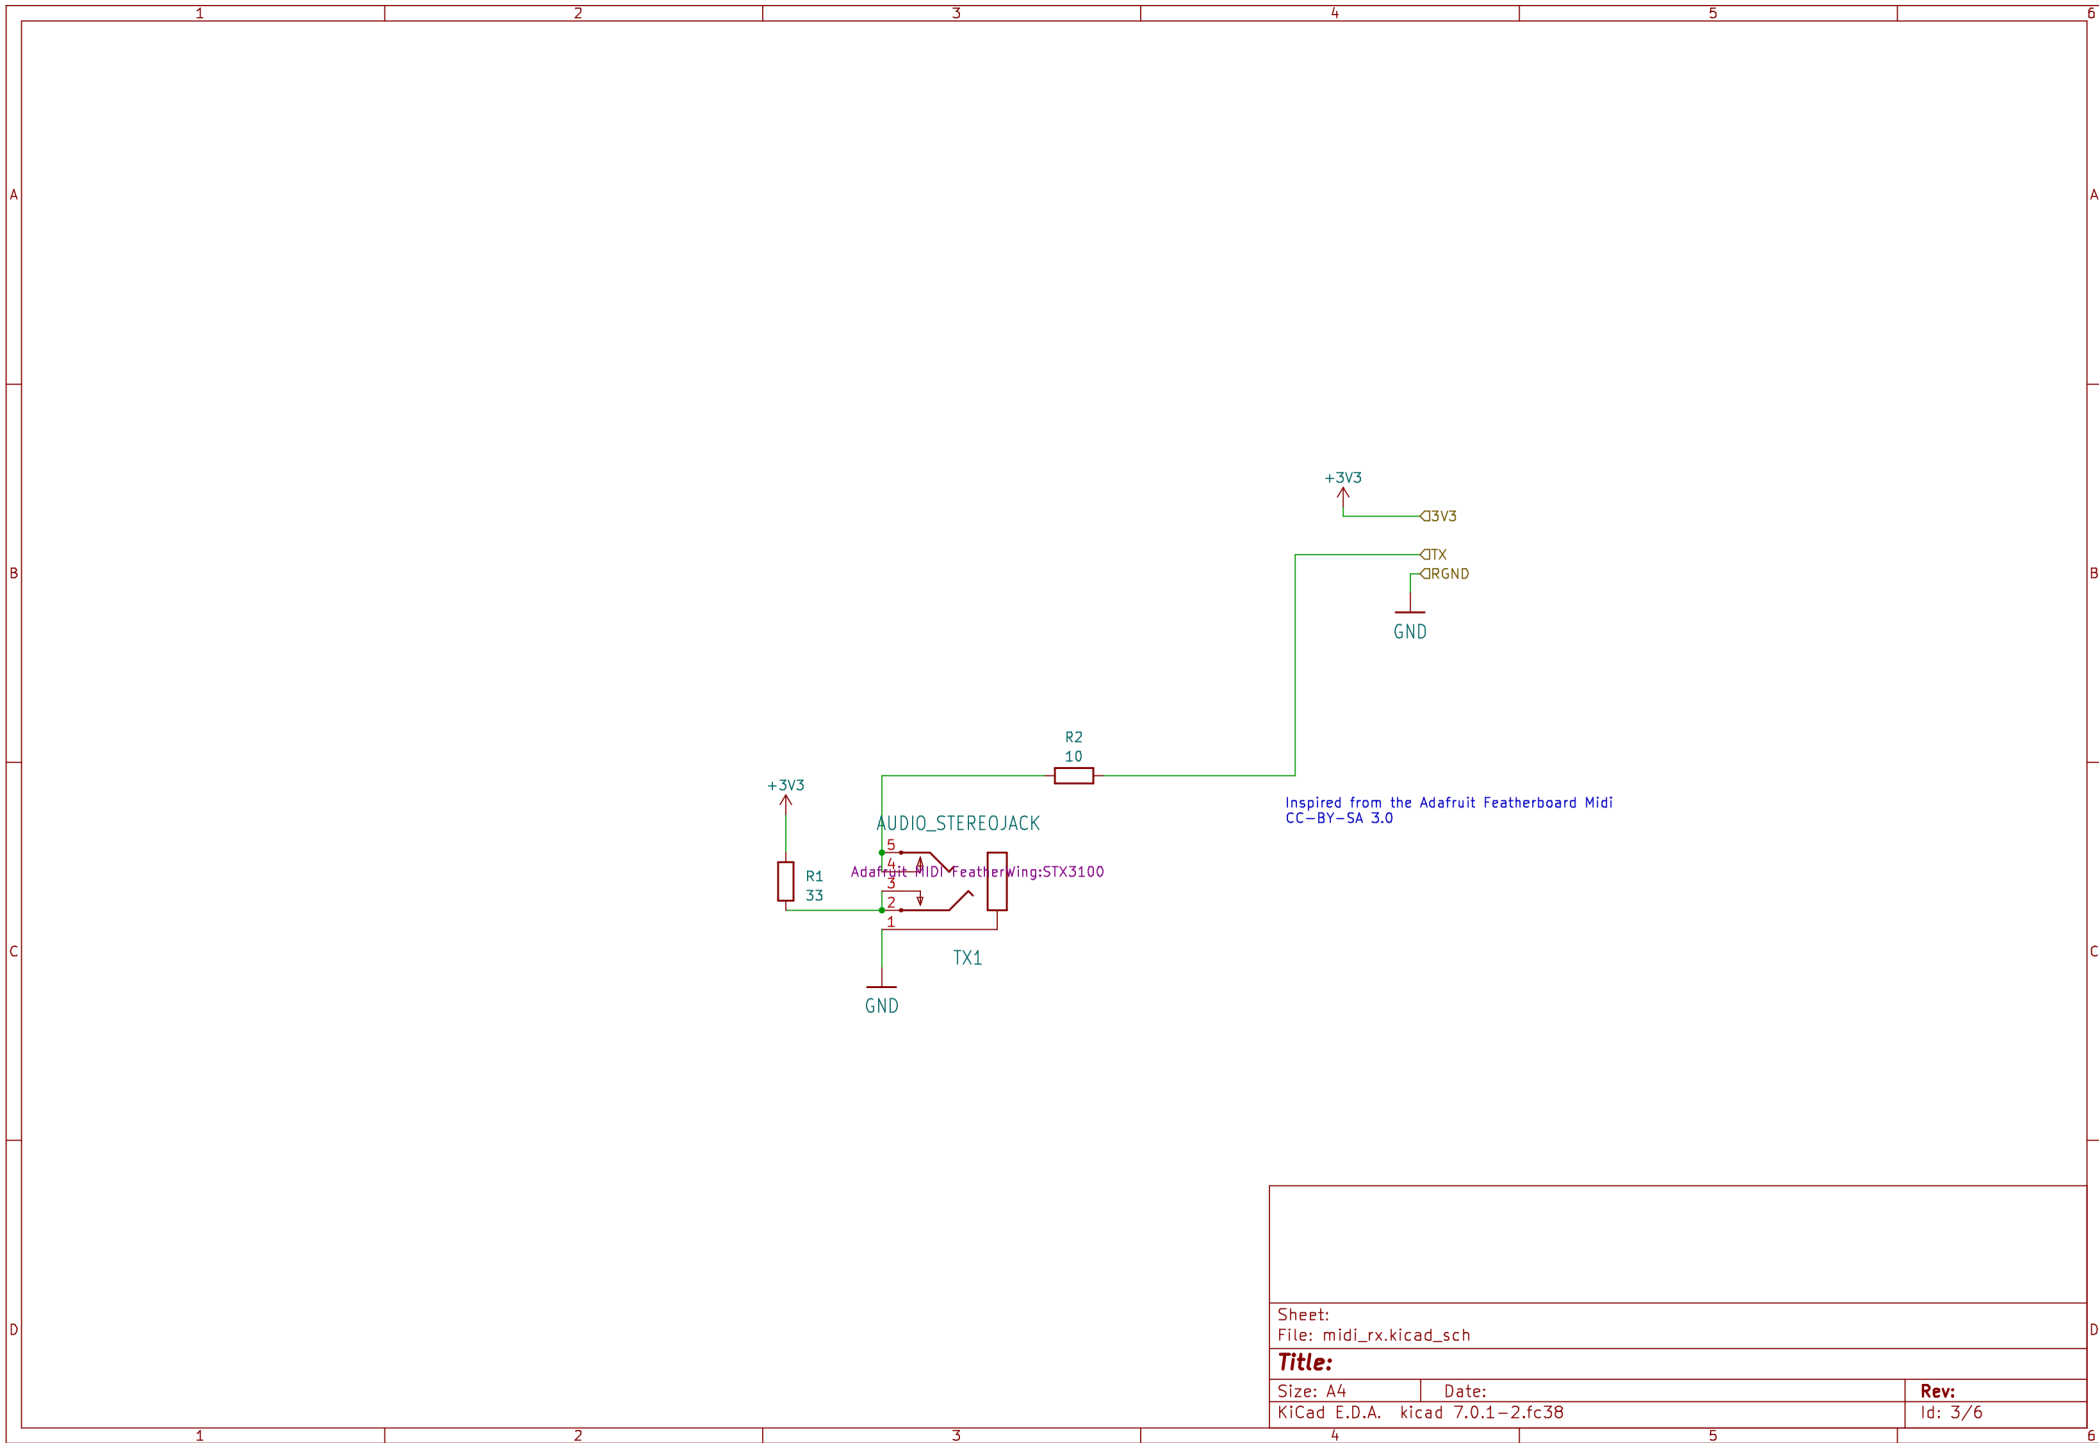 1 2 3 4 5 6
A A
+3V3
3V3
TX
B B
RGND
GND
R2
10
+3V3
Inspired from the Adafruit Featherboard Midi
CC-BY-SA 3.0
AUDIO_STEREOJACK
5
4
Adafruit MIDI FeatherWing:STX3100
R1
3
33
2
1
C C
TX1
GND
Sheet:
D D
File: midi_rx.kicad_sch
Title:
Size: A4 Date: Rev:
KiCad E.D.A. kicad 7.0.1-2.fc38 Id: 3/6
1 2 3 4 5 6